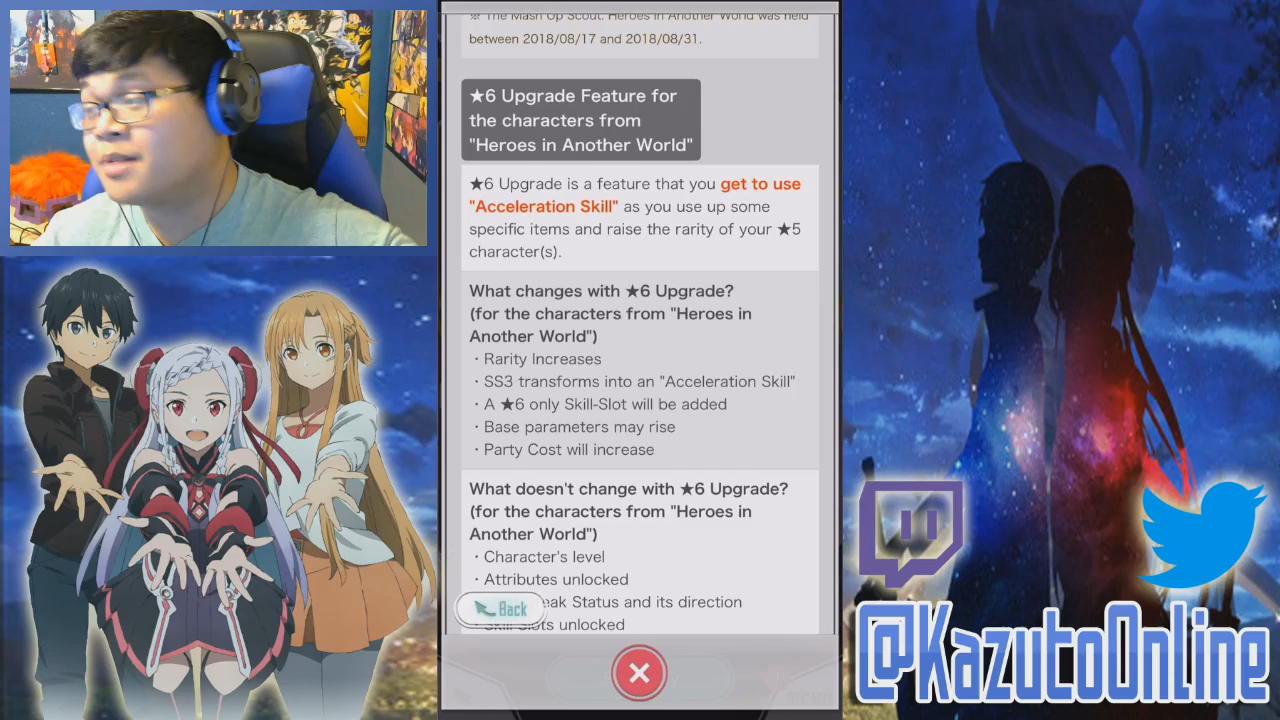 ※ The Mash Up Scout: Heroes in Another World was held
between 2018/08/17 and 2018/08/31.
★6 Upgrade Feature for
the characters from
"Heroes in Another World"
★6 Upgrade is a feature that you get to use
"Acceleration Skill" as you use up some
specific items and raise the rarity of your ★5
character(s).
What changes with ★6 Upgrade?
(for the characters from "Heroes in
Another World")
・Rarity Increases
・SS3 transforms into an "Acceleration Skill"
・A ★6 only Skill-Slot will be added
・Base parameters may rise
・Party Cost will increase
What doesn't change with ★6 Upgrade?
(for the characters from "Heroes in
Another World")
・Character's level
・Attributes unlocked
Status and its direction
Slots unlocked
Back
@KazutoOnline